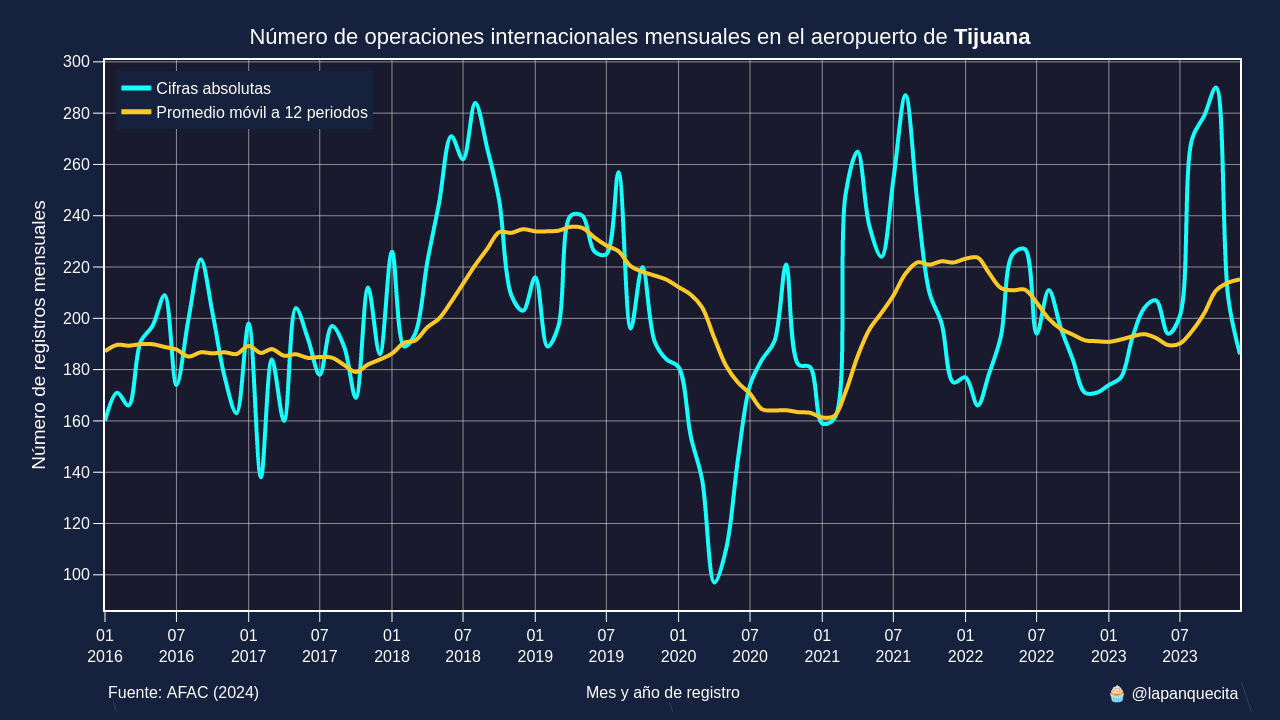 Número de operaciones internacionales mensuales en el aeropuerto de Tijuana
Cifras absolutas
Promedio móvil a 12 periodos
Número de registros mensuales
300
280
260
240
220
200
180
160
140
120
100
01 07 01 07 01 07 01 07 01 07 01 07 01 07 01 07
2016 2016 2017 2017 2018 2018 2019 2019 2020 2020 2021 2021 2022 2022 2023 2023
Fuente: AFAC (2024) Mes y año de registro 🧁 @lapanquecita